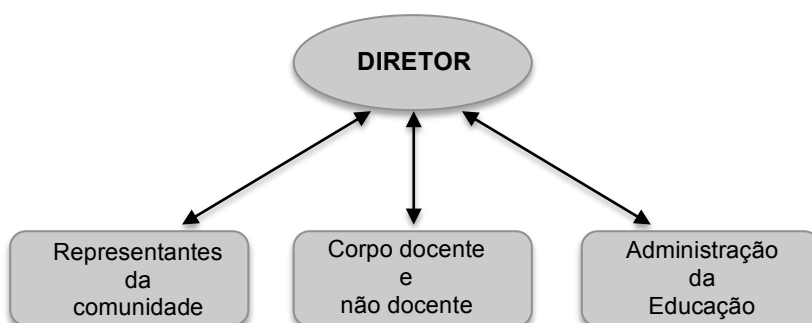 DIRETOR
Representantes
da
comunidade
Corpo docente
e
não docente
Administração
da
Educação